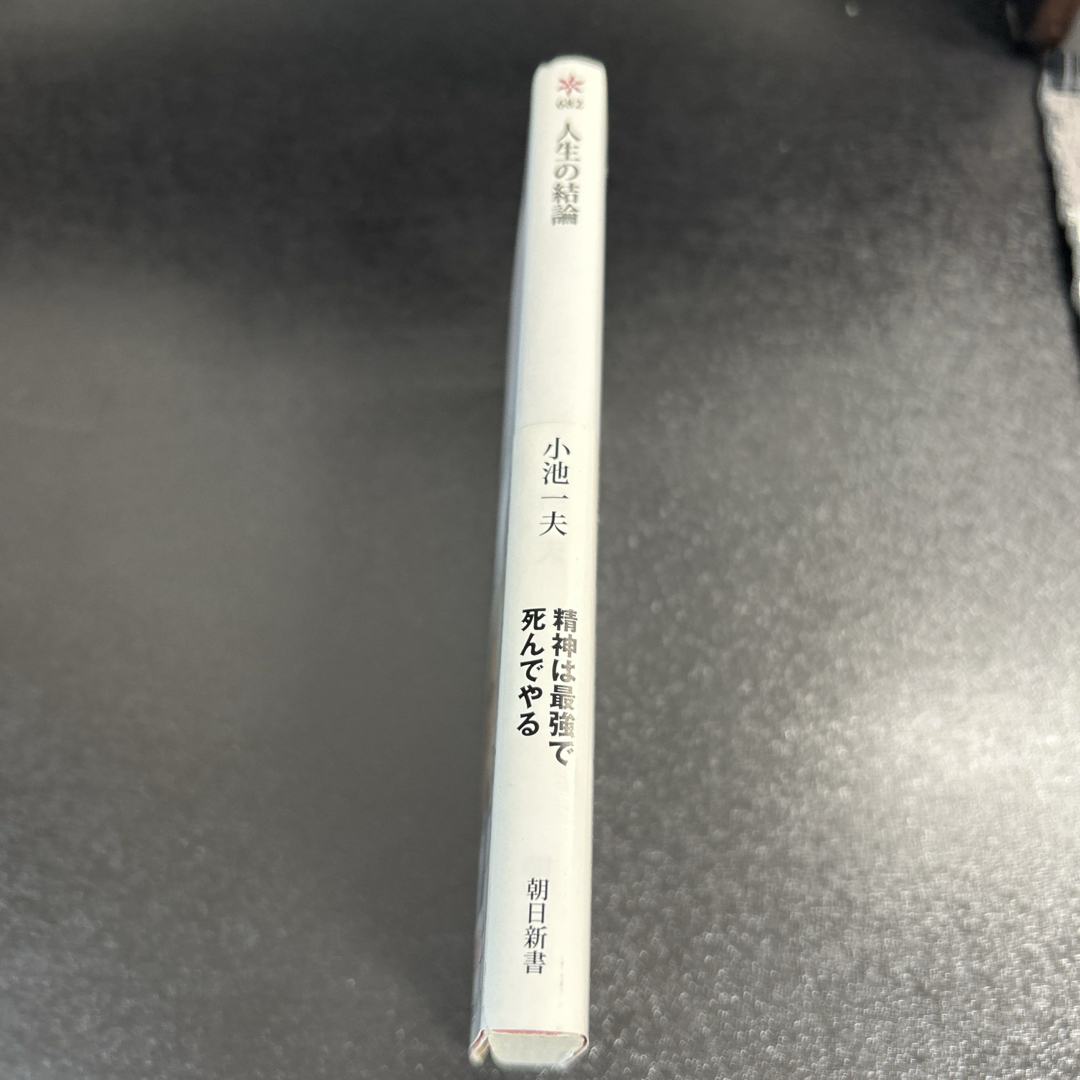 682
人生の結論
小池一夫
精神は最強で
死んでやる
朝日新書